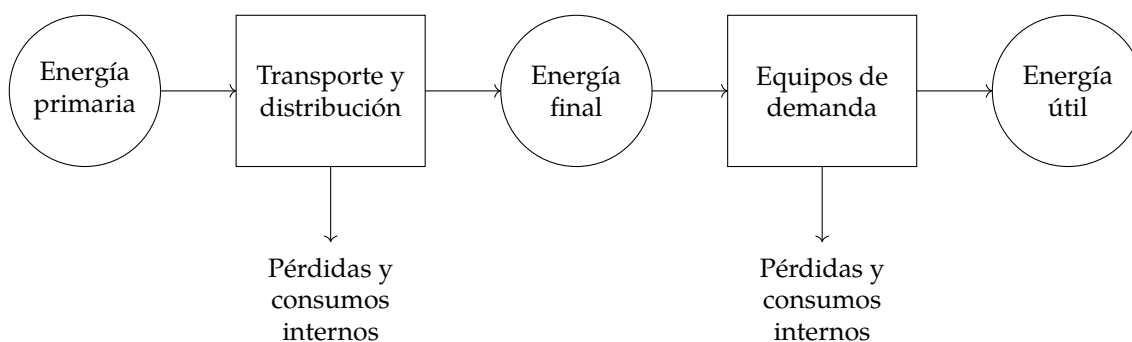 Energía
primaria
Transporte y
distribución
Energía
final
Equipos de
demanda
Energía
útil
Pérdidas y
consumos
internos
Pérdidas y
consumos
internos